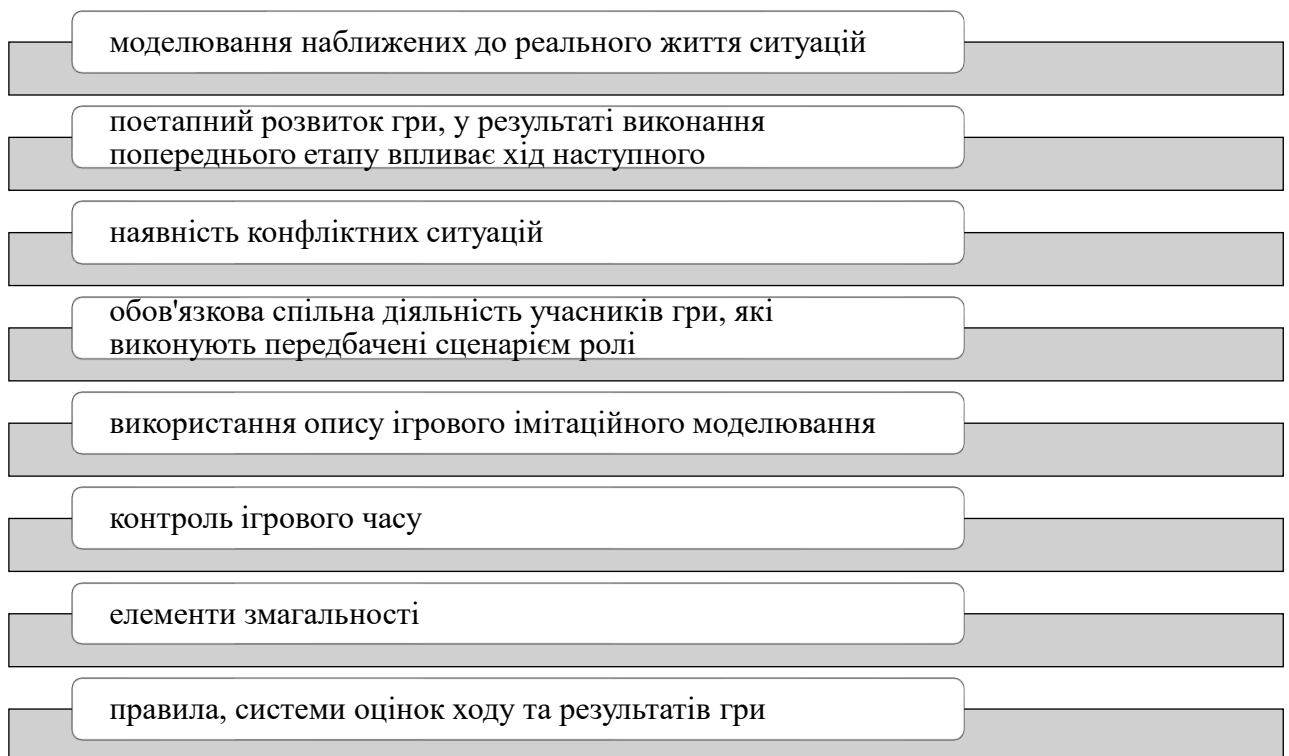 моделювання наближених до реального життя ситуацій
поетапний розвиток гри, у результаті виконання
попереднього етапу впливає хід наступного
наявність конфліктних ситуацій
обов'язкова спільна діяльність учасників гри, які
виконують передбачені сценарієм ролі
використання опису ігрового імітаційного моделювання
контроль ігрового часу
елементи змагальності
правила, системи оцінок ходу та результатів гри